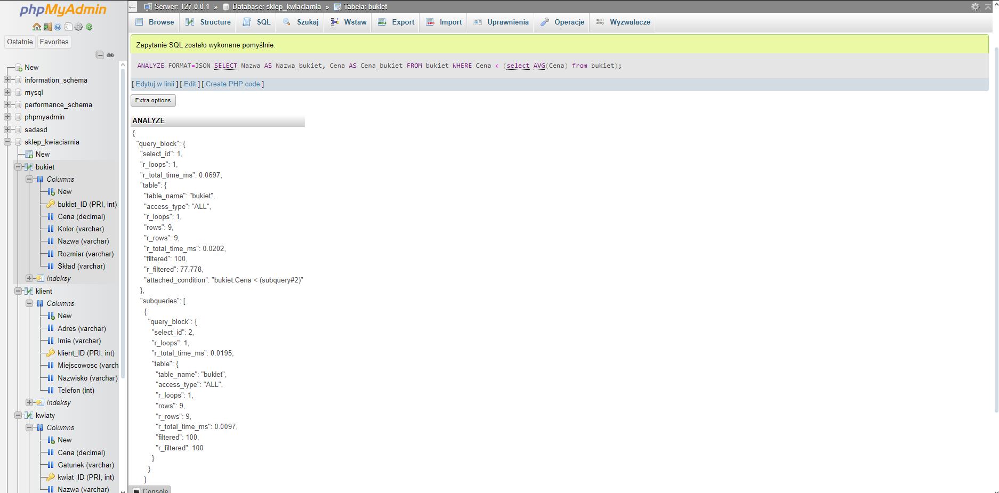 phpMyAdmin
Ostatnie Favorites
New
information_schema
mysql
performance_schema
phpmyadmin
sadasd
sklep_kwiaciarnia
New
bukiet
Columns
New
bukiet_ID (PRI, int)
Cena (decimal)
Kolor (varchar)
Nazwa (varchar)
Rozmiar (varchar)
Skład (varchar)
Indeksy
klient
Columns
New
Adres (varchar)
Imie (varchar)
klient_ID (PRI, int)
Miejscowosc (varch
Nazwisko (varchar)
Telefon (int)
Indeksy
kwiaty
Columns
New
Cena (decimal)
Gatunek (varchar)
kwiat_ID (PRI, int)
Nazwa (varchar)
Serwer: 127.0.0.1 » Database: sklep_kwiaciarnia » Tabela: bukiet
Browse Structure SQL Szukaj Wstaw Export Import Uprawnienia Operacje Wyzwalacze
Zapytanie SQL zostało wykonane pomyślnie.
ANALYZE FORMAT=JSON SELECT Nazwa AS Nazwa_bukiet, Cena AS Cena_bukiet FROM bukiet WHERE Cena < (select AVG(Cena) from bukiet);
[ Edytuj w linii ] [ Edit ] [ Create PHP code ]
Extra options
ANALYZE
{
"query_block": {
"select_id": 1,
"r_loops": 1,
"r_total_time_ms": 0.0697,
"table": {
"table_name": "bukiet",
"access_type": "ALL",
"r_loops": 1,
"rows": 9,
"r_rows": 9,
"r_total_time_ms": 0.0202,
"filtered": 100,
"r_filtered": 77.778,
"attached_condition": "bukiet.Cena < (subquery#2)"
},
"subqueries": [
{
"query_block": {
"select_id": 2,
"r_loops": 1,
"r_total_time_ms": 0.0195,
"table": {
"table_name": "bukiet",
"access_type": "ALL",
"r_loops": 1,
"rows": 9,
"r_rows": 9,
"r_total_time_ms": 0.0097,
"filtered": 100,
"r_filtered": 100
}
}
}
Console